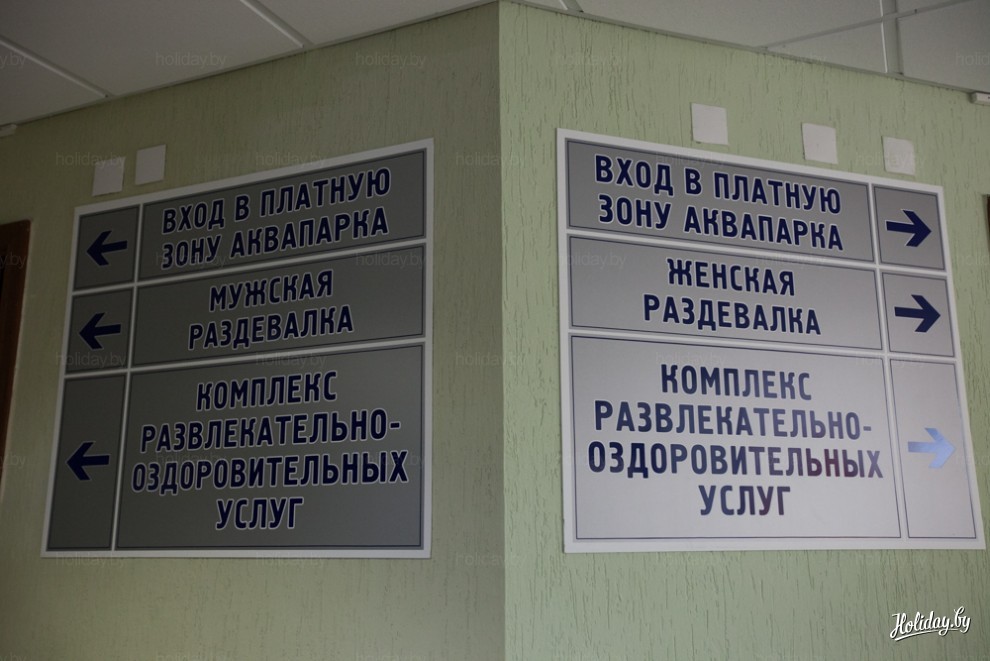 ВХОД В ПЛАТНУЮ
ЗОНУ АКВАПАРКА
МУЖСКАЯ
РАЗДЕВАЛКА
КОМПЛЕКС
РАЗВЛЕКАТЕЛЬНО-
ОЗДОРОВИТЕЛЬНЫХ
УСЛУГ
ВХОД В ПЛАТНУЮ
ЗОНУ АКВАПАРКА
ЖЕНСКАЯ
РАЗДЕВАЛКА
КОМПЛЕКС
РАЗВЛЕКАТЕЛЬНО-
ОЗДОРОВИТЕЛЬНЫХ
УСЛУГ
Holiday.by